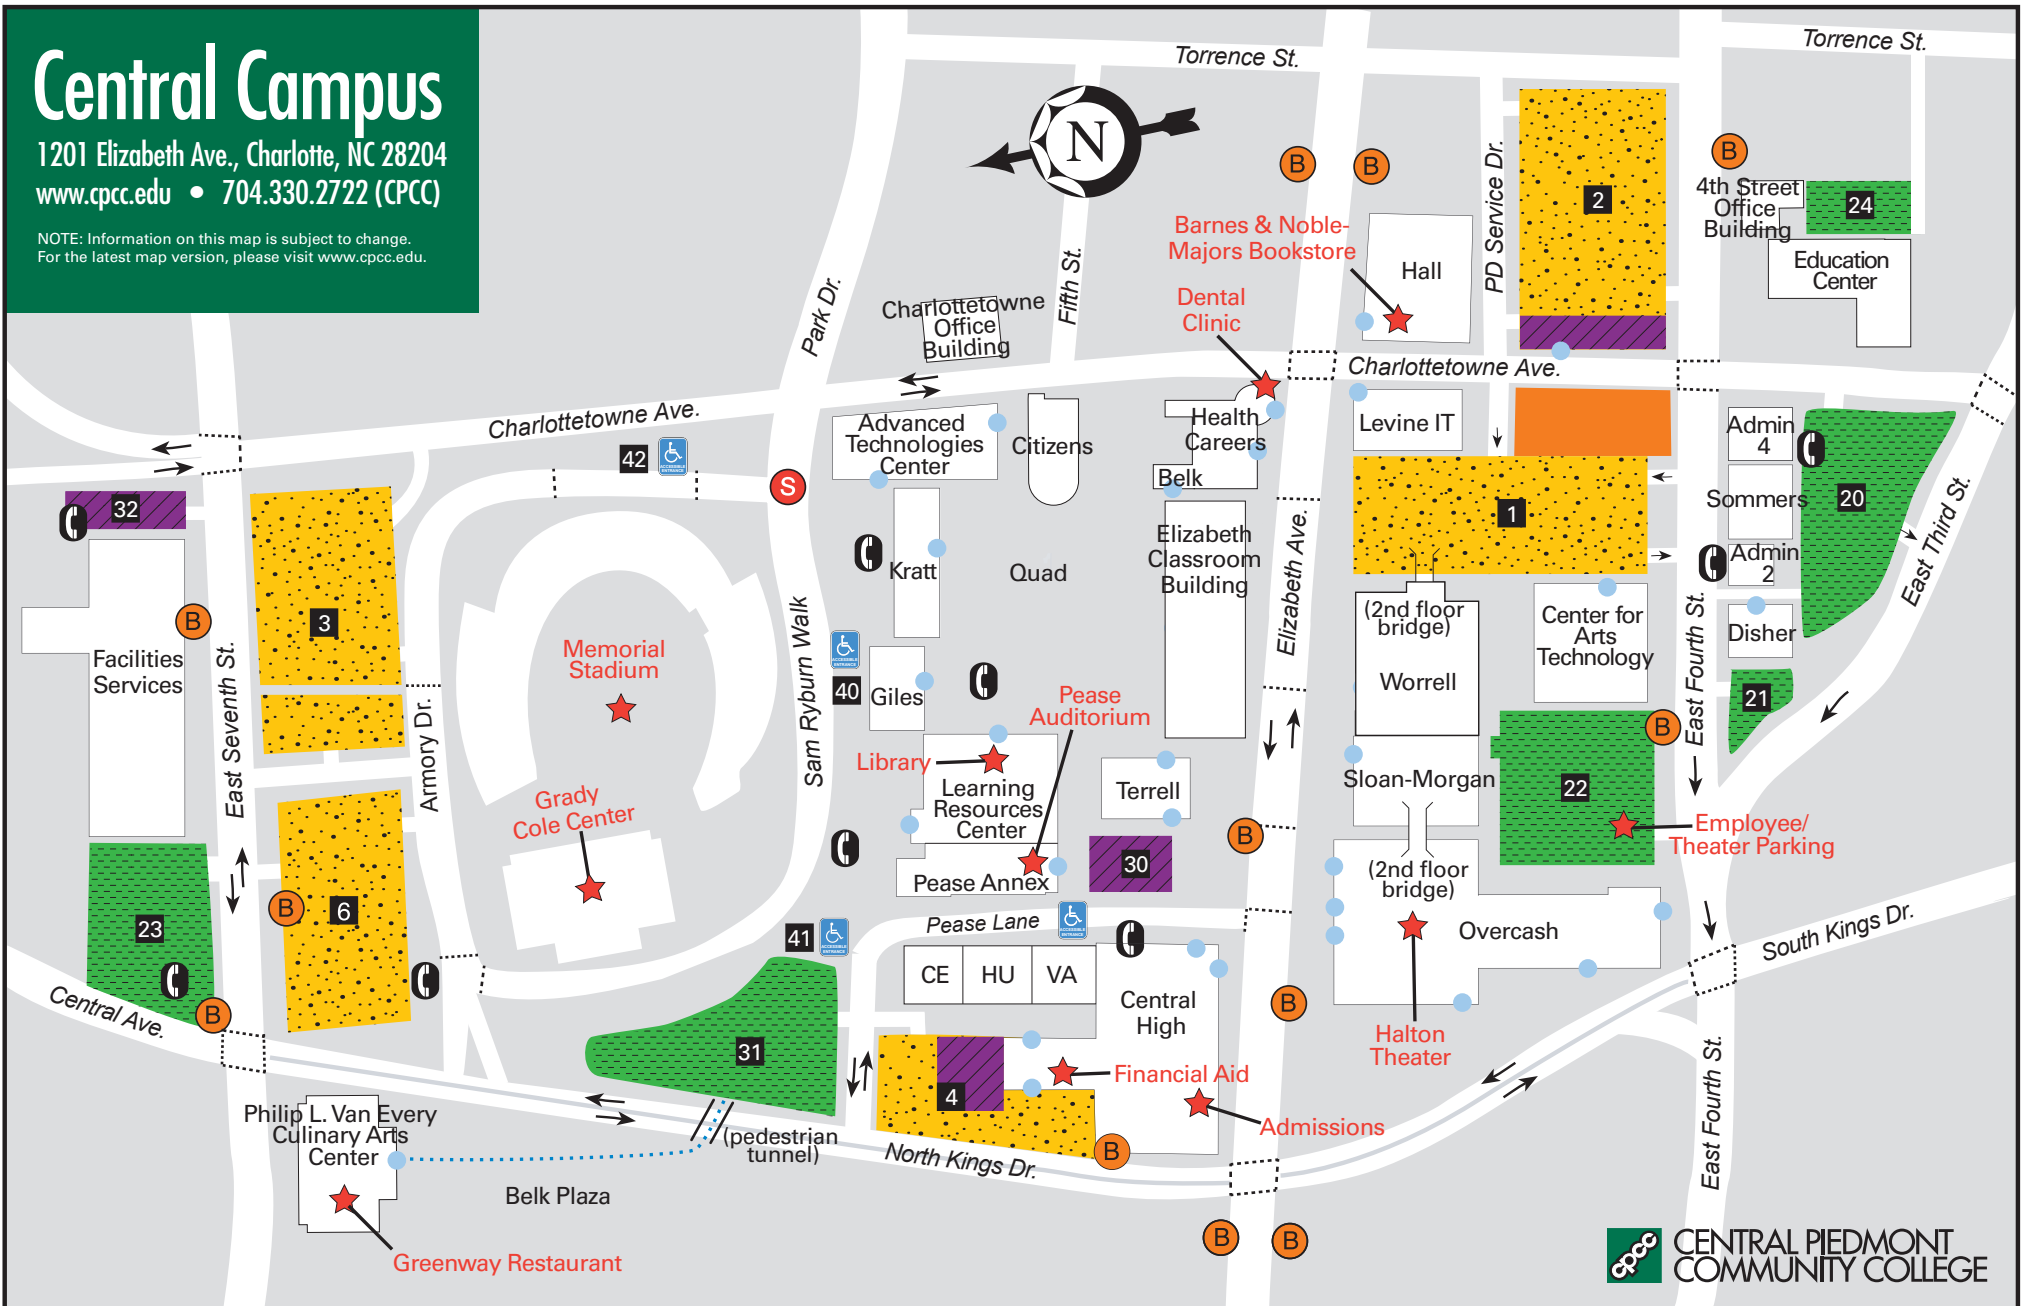 Central Campus
1201 Elizabeth Ave., Charlotte, NC 28204
www.cpcc.edu • 704.330.2722 (CPCC)
NOTE: Information on this map is subject to change.
For the latest map version, please visit www.cpcc.edu.
Torrence St.
Torrence St.
N
B
B
B
PD Service Dr.
2
4th Street
Office
Building
24
Education
Center
Barnes & Noble-
Majors Bookstore
Hall
Fifth St.
Park Dr.
Dental
Clinic
Charlottetowne
Office
Building
Charlottetowne Ave.
Charlottetowne Ave.
Advanced
Technologies
Center
Citizens
Health
Careers
Belk
Levine IT
Admin
4
42
ACCESSIBLE
ENTRANCE
S
32
Sommers
20
1
Elizabeth
Classroom
Building
Elizabeth Ave.
Kratt
Quad
Admin
2
East Third St.
3
B
(2nd floor
bridge)
Center for
Arts
Technology
East Fourth St.
Disher
Facilities
Services
East Seventh St.
Memorial
Stadium
Sam Ryburn Walk
ACCESSIBLE
ENTRANCE
40
Giles
Pease
Auditorium
Worrell
21
B
Armory Dr.
Library
Learning
Resources
Center
Terrell
Sloan-Morgan
22
Grady
Cole Center
B
Employee/
Theater Parking
Pease Annex
30
(2nd floor
bridge)
6
B
23
41
ACCESSIBLE
ENTRANCE
Pease Lane
ACCESSIBLE
ENTRANCE
Overcash
South Kings Dr.
CE
HU
VA
Central
High
B
B
Central Ave.
31
4
Financial Aid
Halton
Theater
Admissions
East Fourth St.
Philip L. Van Every
Culinary Arts
Center
(pedestrian
tunnel)
North Kings Dr.
B
Belk Plaza
B
B
Greenway Restaurant
cpcc
CENTRAL PIEDMONT
COMMUNITY COLLEGE